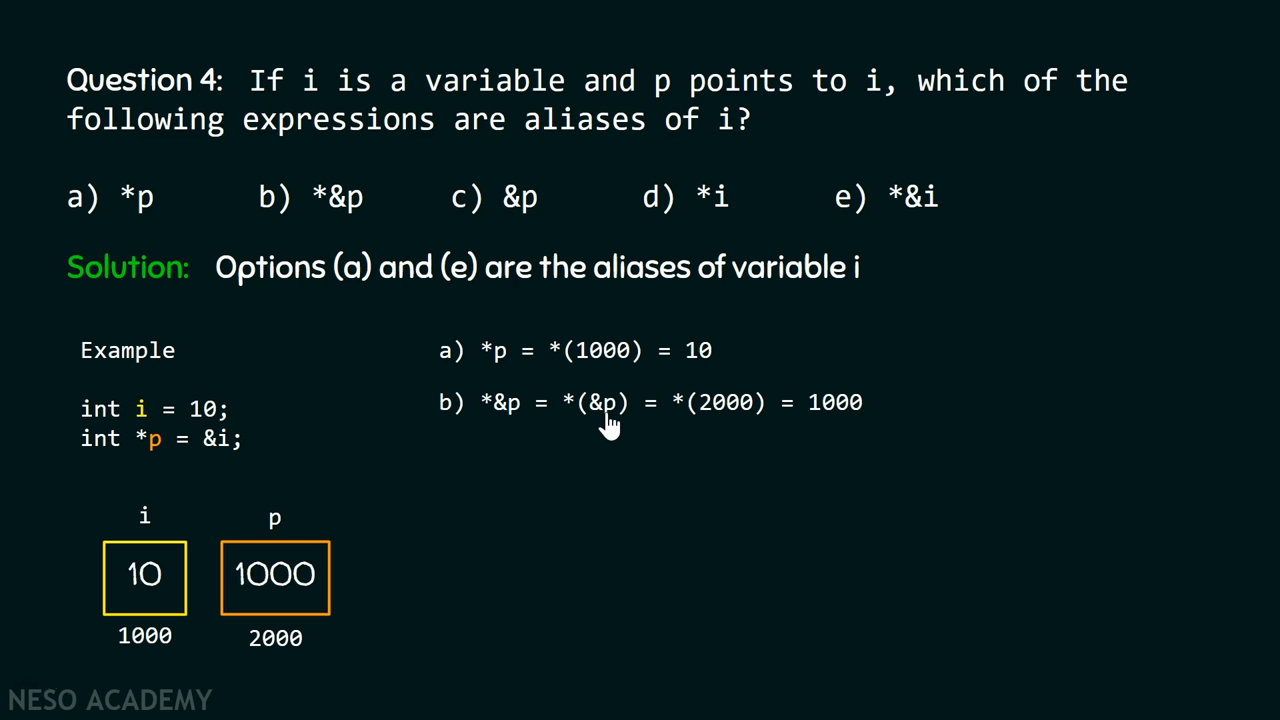 Question 4: If i is a variable and p points to i, which of the
following expressions are aliases of i?
a) *p b) *&p c) &p d) *i e) *&i
Solution: Options (a) and (e) are the aliases of variable i
Example
int i = 10;
int *p = &i;
a) *p = *(1000) = 10
b) *&p = *(&p) = *(2000) = 1000
i p
10 1000
1000 2000
NESO ACADEMY